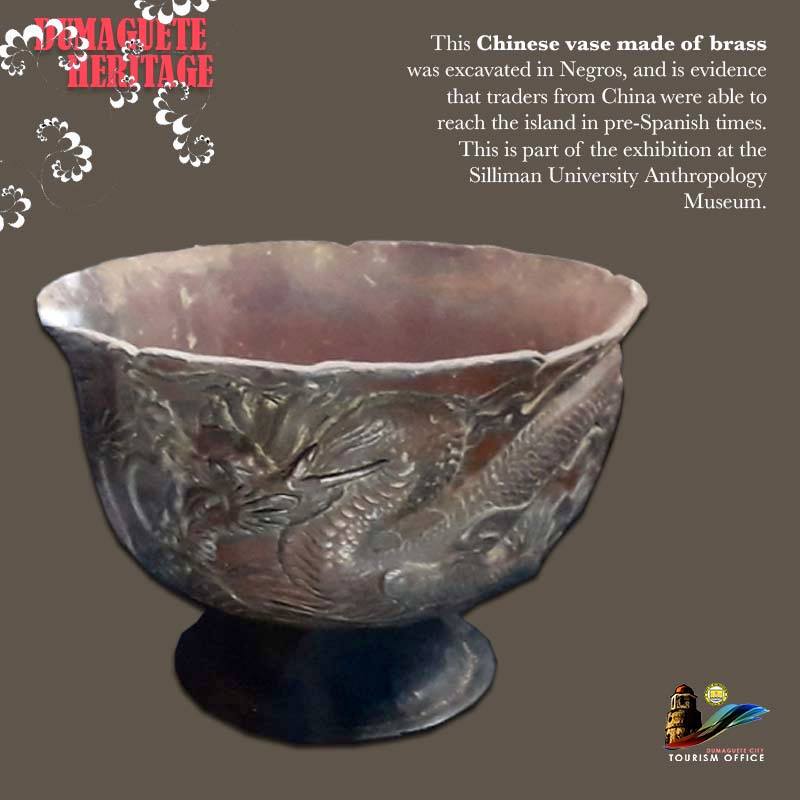 DUMAGUETE
HERITAGE
This Chinese vase made of brass
was excavated in Negros, and is evidence
that traders from China were able to
reach the island in pre-Spanish times.
This is part of the exhibition at the
Silliman University Anthropology
Museum.
DUMAGUETE CITY
TOURISM OFFICE